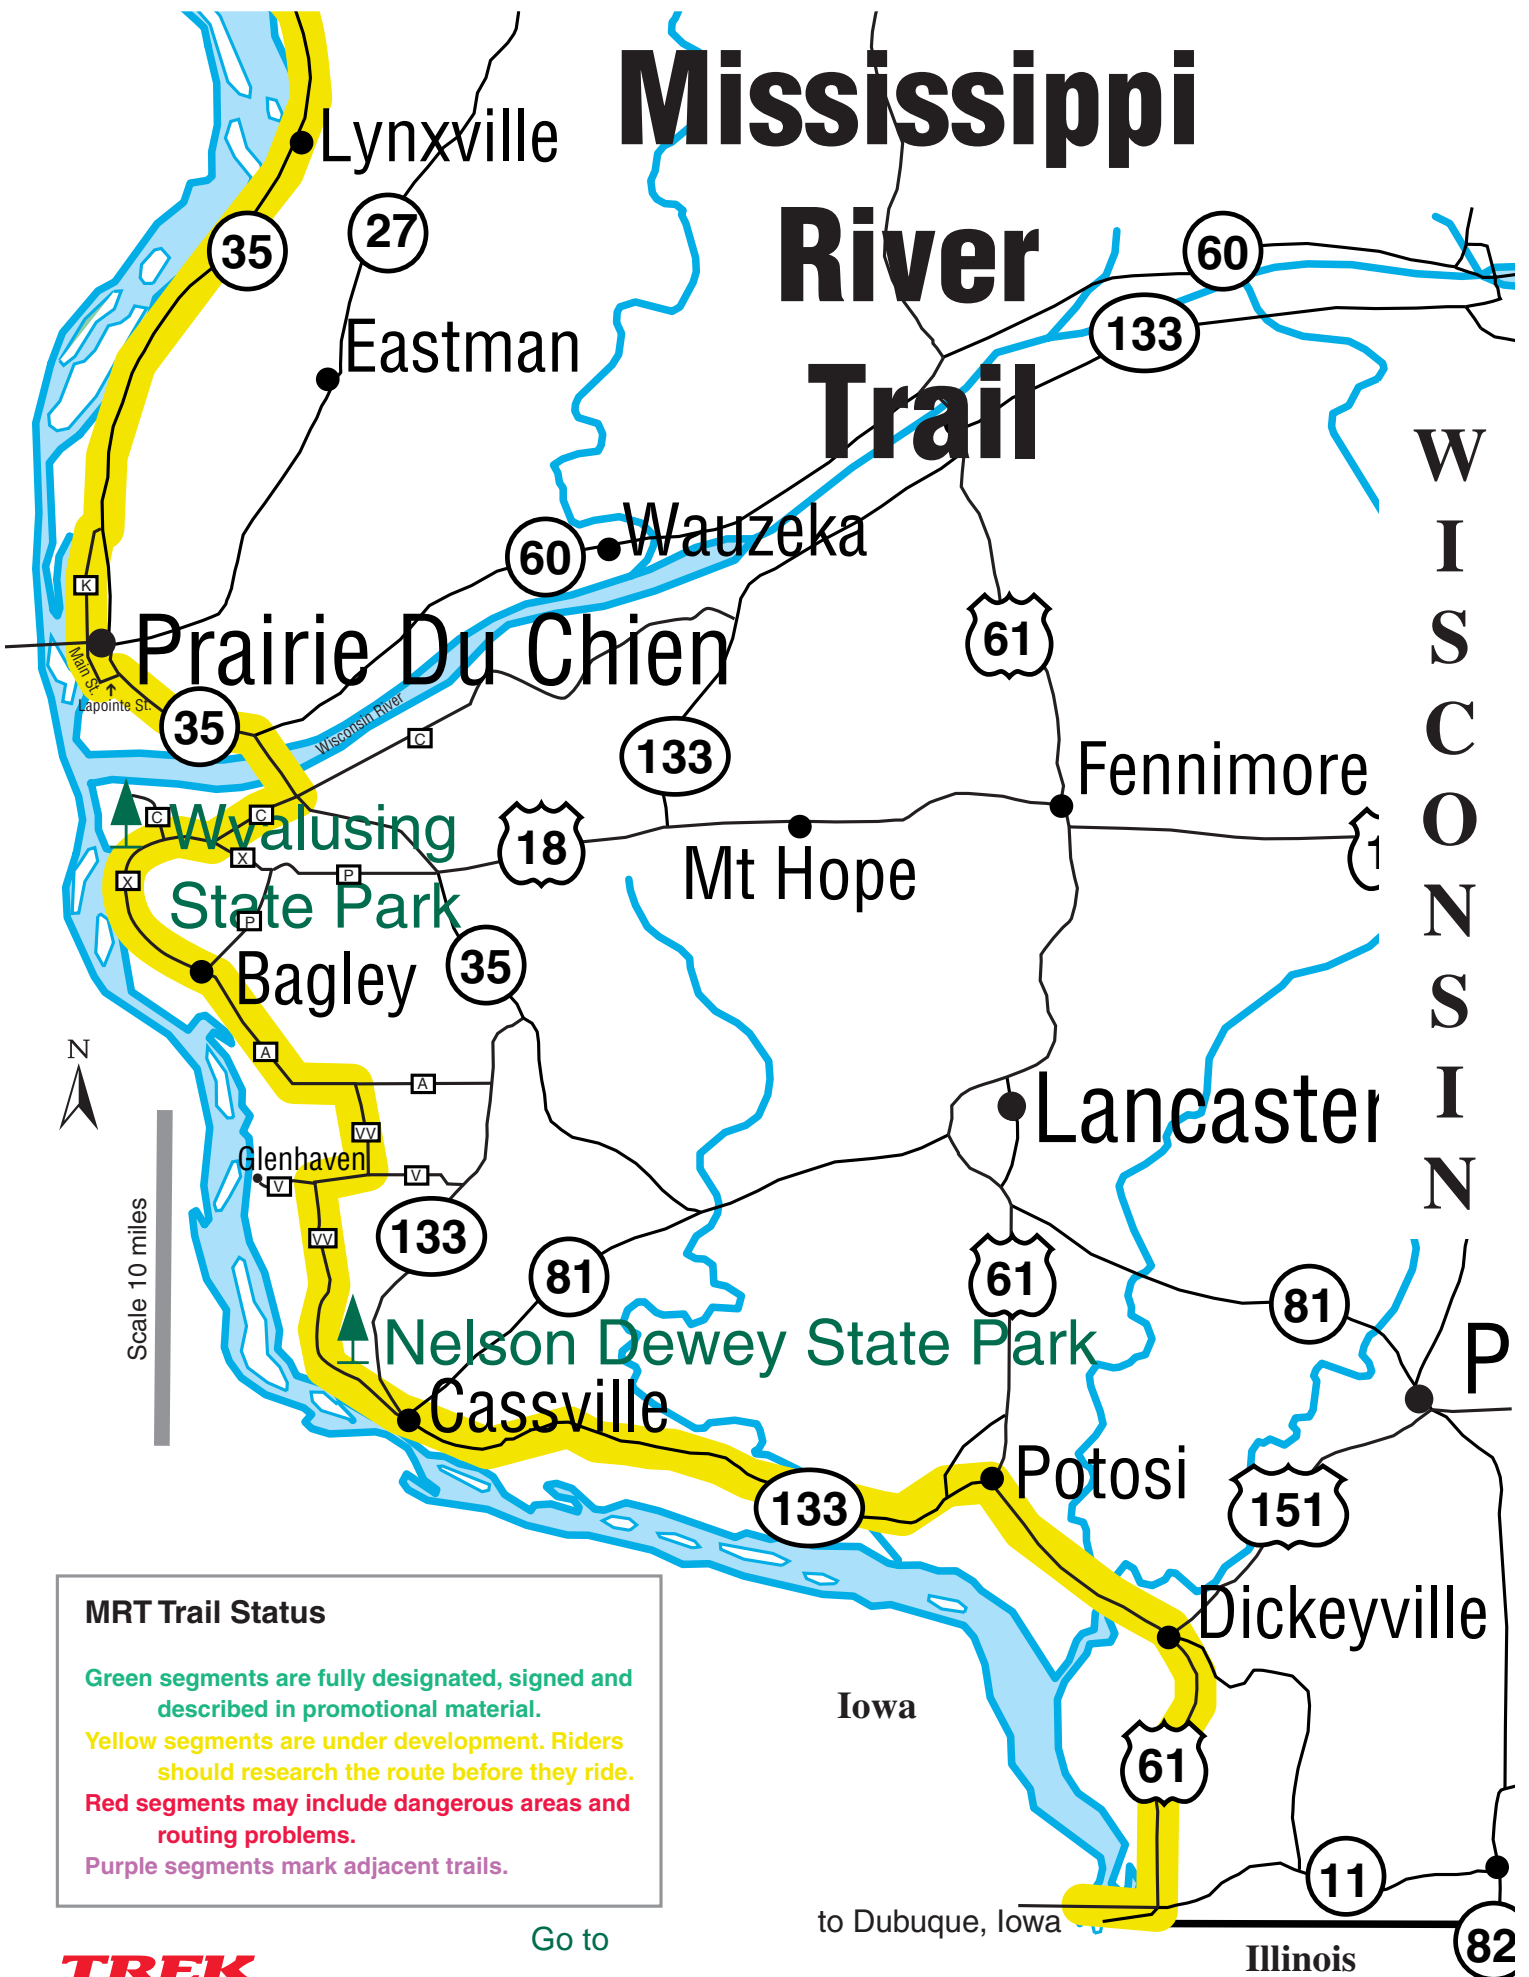 Mississippi
River
Trail
Lynxville
35
27
60
133
Eastman
W
I
S
C
O
N
S
I
N
Wauzeka
60
61
K
Prairie Du Chien
Main St.
Lapointe St.
35
Wisconsin River
C
133
Fennimore
C
C
Wyalusing
State Park
18
Mt Hope
1
X
P
X
P
35
Bagley
N
A
A
Lancaster
VV
Glenhaven
V
V
VV
133
81
61
81
Scale 10 miles
Nelson Dewey State Park
P
Cassville
Potosi
133
151
Dickeyville
MRT Trail Status
Green segments are fully designated, signed and
described in promotional material.
Yellow segments are under development. Riders
should research the route before they ride.
Red segments may include dangerous areas and
routing problems.
Purple segments mark adjacent trails.
Iowa
61
11
to Dubuque, Iowa
Go to
82
Illinois
TREK